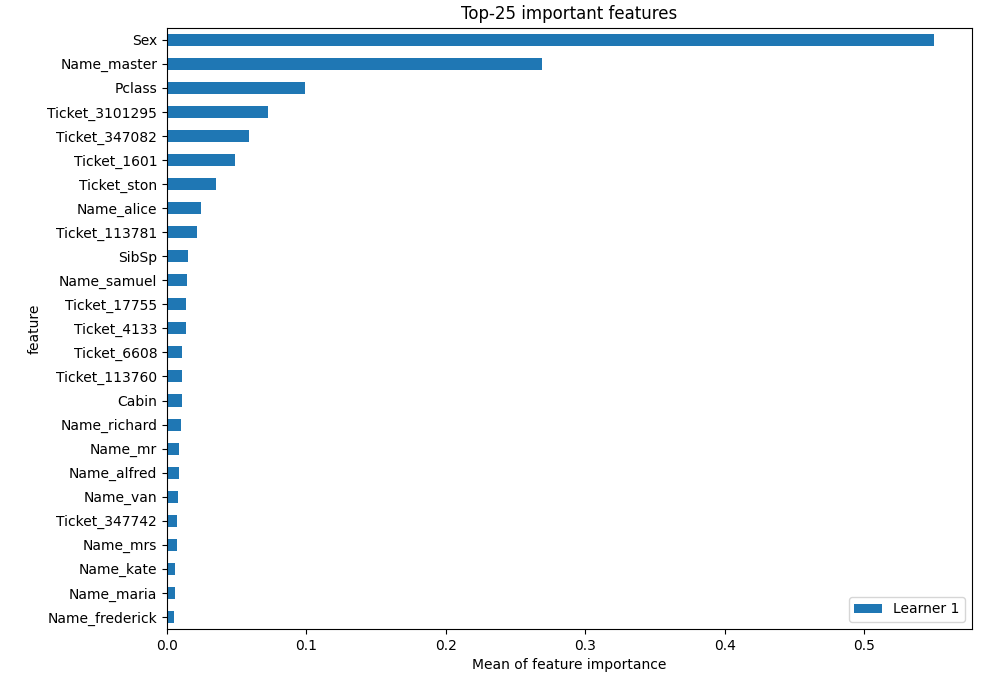 Top-25 important features
Sex
Name_master
Pclass
Ticket_3101295
Ticket_347082
Ticket_1601
Ticket_ston
Name_alice
Ticket_113781
SibSp
Name_samuel
Ticket_17755
Ticket_4133
Ticket_6608
Ticket_113760
Cabin
Name_richard
Name_mr
Name_alfred
Name_van
Ticket_347742
Name_mrs
Name_kate
Name_maria
Name_frederick
feature
Learner 1
0.0 0.1 0.2 0.3 0.4 0.5
Mean of feature importance